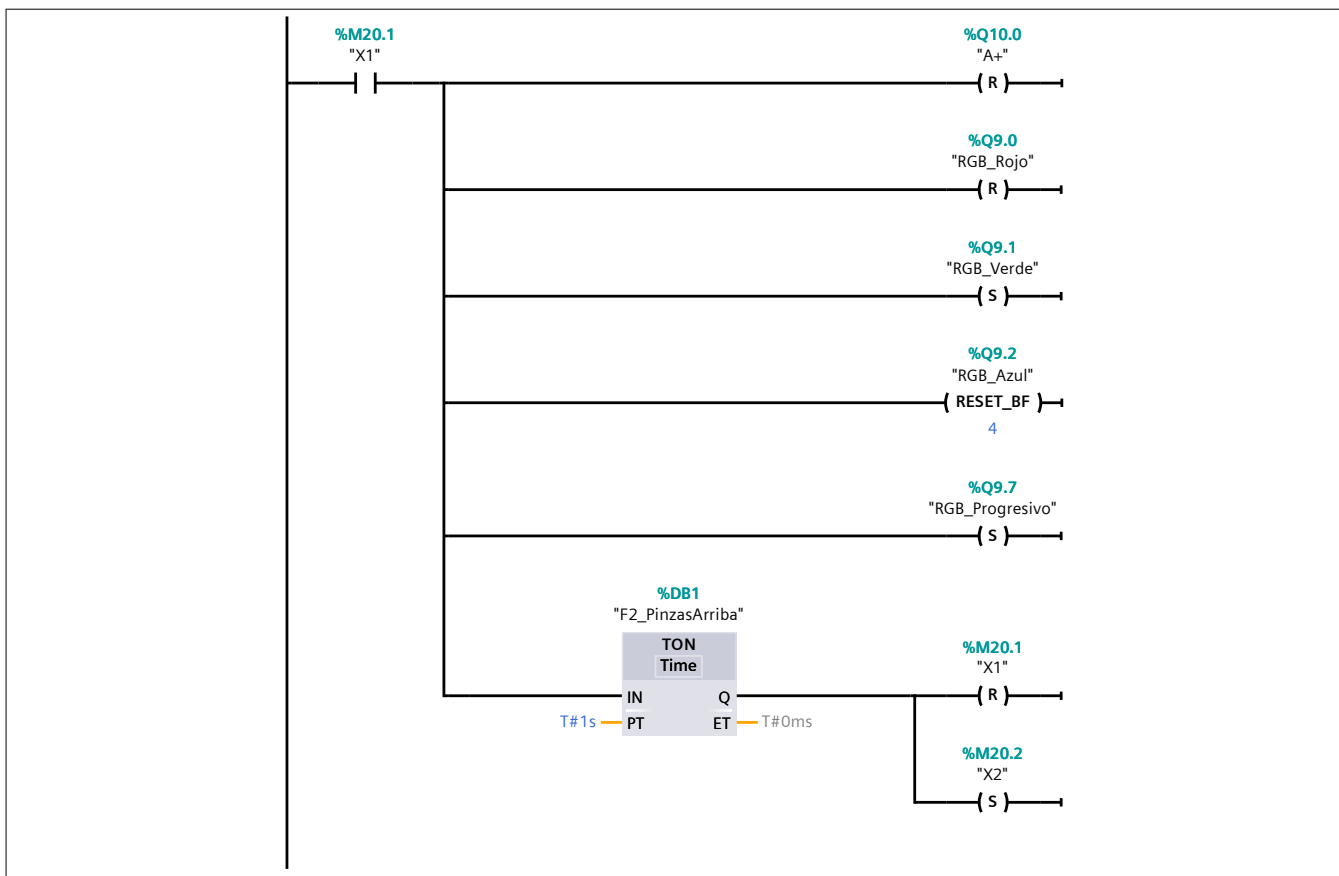 %M20.1
"X1"
%Q10.0
"A+"
R
%Q9.0
"RGB_Rojo"
R
%Q9.1
"RGB_Verde"
S
%Q9.2
"RGB_Azul"
RESET_BF
4
%Q9.7
"RGB_Progresivo"
S
%DB1
"F2_PinzasArriba"
TON
Time
IN
Q
T#1s
PT
ET
T#0ms
%M20.1
"X1"
R
%M20.2
"X2"
S